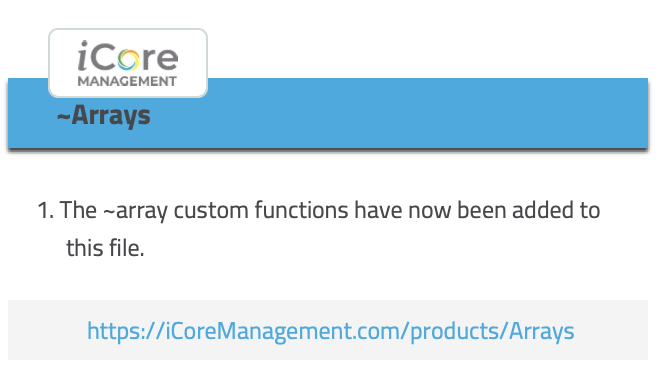 iCore
MANAGEMENT
~Arrays
1. The ~array custom functions have now been added to
this file.
https://iCoreManagement.com/products/Arrays